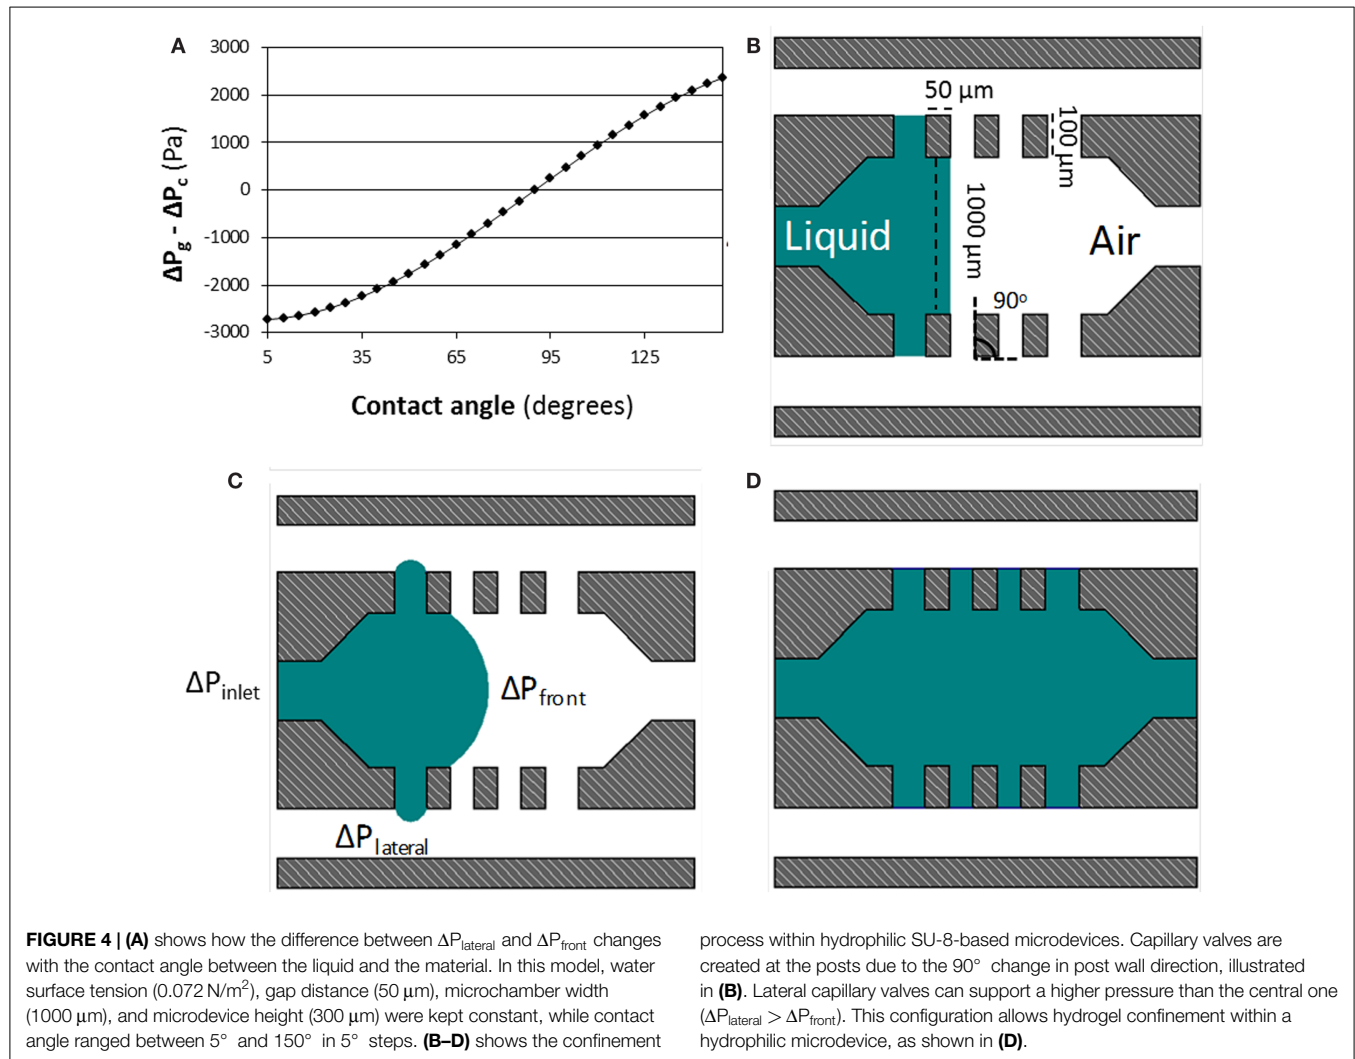 A
3000
2000
1000
0
-1000
-2000
-3000
ΔPg - ΔPc (Pa)
5 35 65 95 125
Contact angle (degrees)
B
50 µm
100 µm
1000 µm
Liquid
Air
90º
C
ΔPinlet
ΔPfront
ΔPlateral
D
FIGURE 4 | (A) shows how the difference between ΔPlateral and ΔPfront changes
with the contact angle between the liquid and the material. In this model, water
surface tension (0.072 N/m²), gap distance (50 µm), microchamber width
(1000 µm), and microdevice height (300 µm) were kept constant, while contact
angle ranged between 5° and 150° in 5° steps. (B–D) shows the confinement
process within hydrophilic SU-8-based microdevices. Capillary valves are
created at the posts due to the 90° change in post wall direction, illustrated
in (B). Lateral capillary valves can support a higher pressure than the central one
(ΔPlateral > ΔPfront). This configuration allows hydrogel confinement within a
hydrophilic microdevice, as shown in (D).